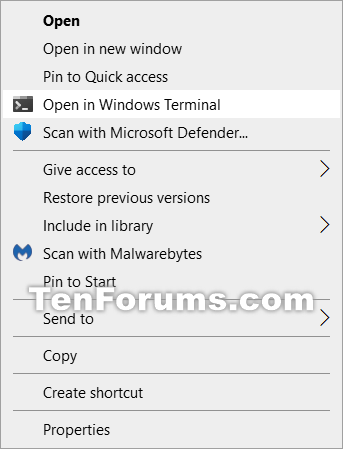 Open
Open in new window
Pin to Quick access
Open in Windows Terminal
Scan with Microsoft Defender...
Give access to
Restore previous versions
Include in library
Scan with Malwarebytes
Pin to Start
TenForums.com
Send to
Copy
Create shortcut
Properties